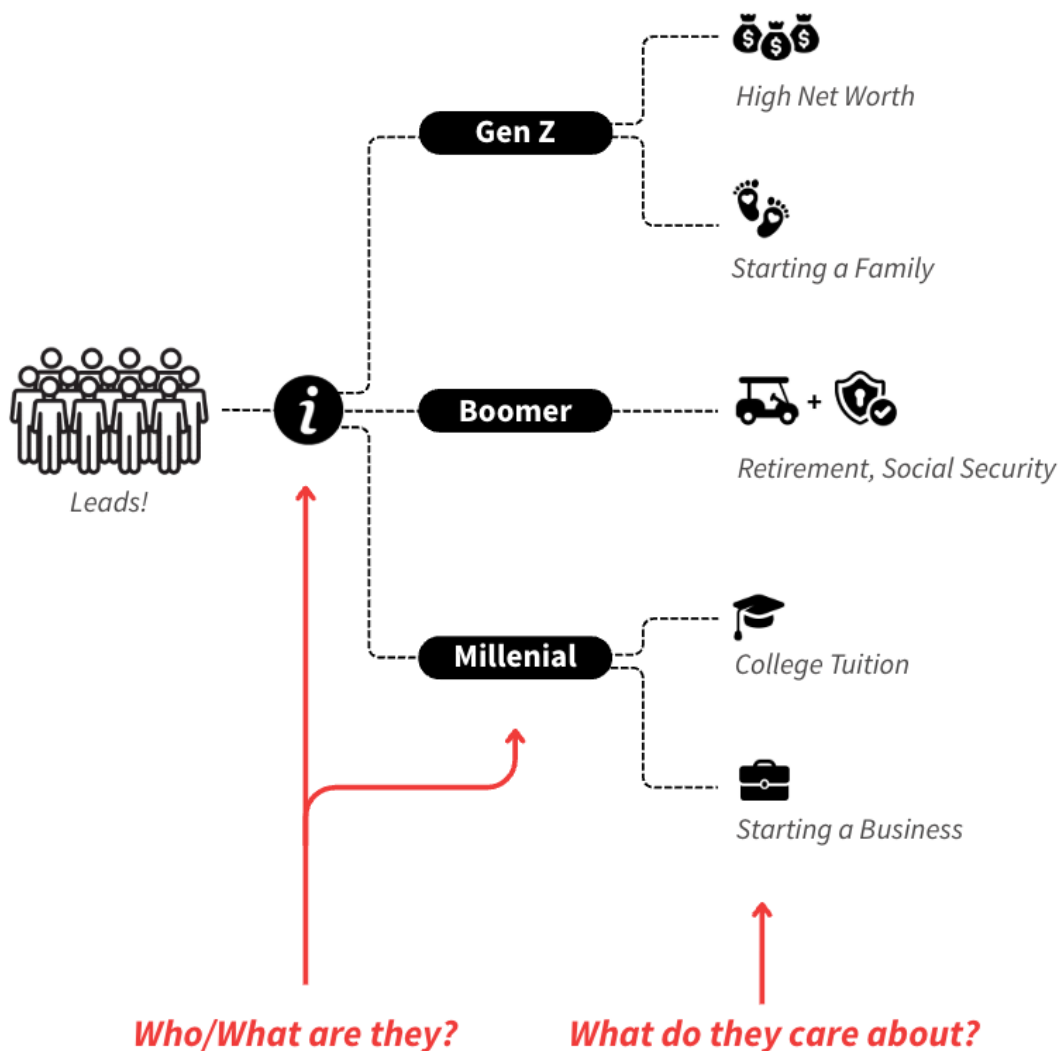 High Net Worth
Gen Z
Starting a Family
i
Boomer
+
Leads!
Retirement, Social Security
Millenial
College Tuition
Starting a Business
Who/What are they?
What do they care about?
$ $ $